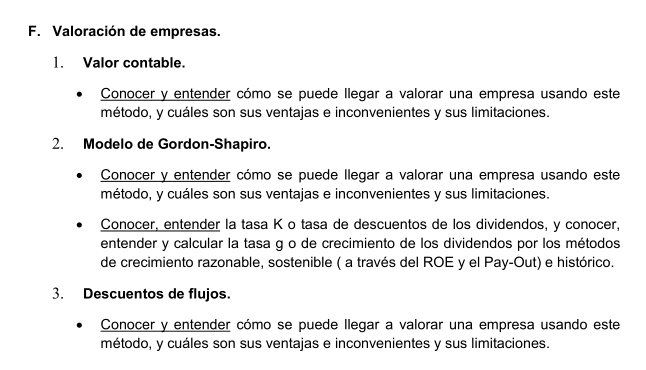 F. Valoración de empresas.
1. Valor contable.
• Conocer y entender cómo se puede llegar a valorar una empresa usando este
método, y cuáles son sus ventajas e inconvenientes y sus limitaciones.
2. Modelo de Gordon-Shapiro.
• Conocer y entender cómo se puede llegar a valorar una empresa usando este
método, y cuáles son sus ventajas e inconvenientes y sus limitaciones.
• Conocer, entender la tasa K o tasa de descuentos de los dividendos, y conocer,
entender y calcular la tasa g o de crecimiento de los dividendos por los métodos
de crecimiento razonable, sostenible ( a través del ROE y el Pay-Out) e histórico.
3. Descuentos de flujos.
• Conocer y entender cómo se puede llegar a valorar una empresa usando este
método, y cuáles son sus ventajas e inconvenientes y sus limitaciones.